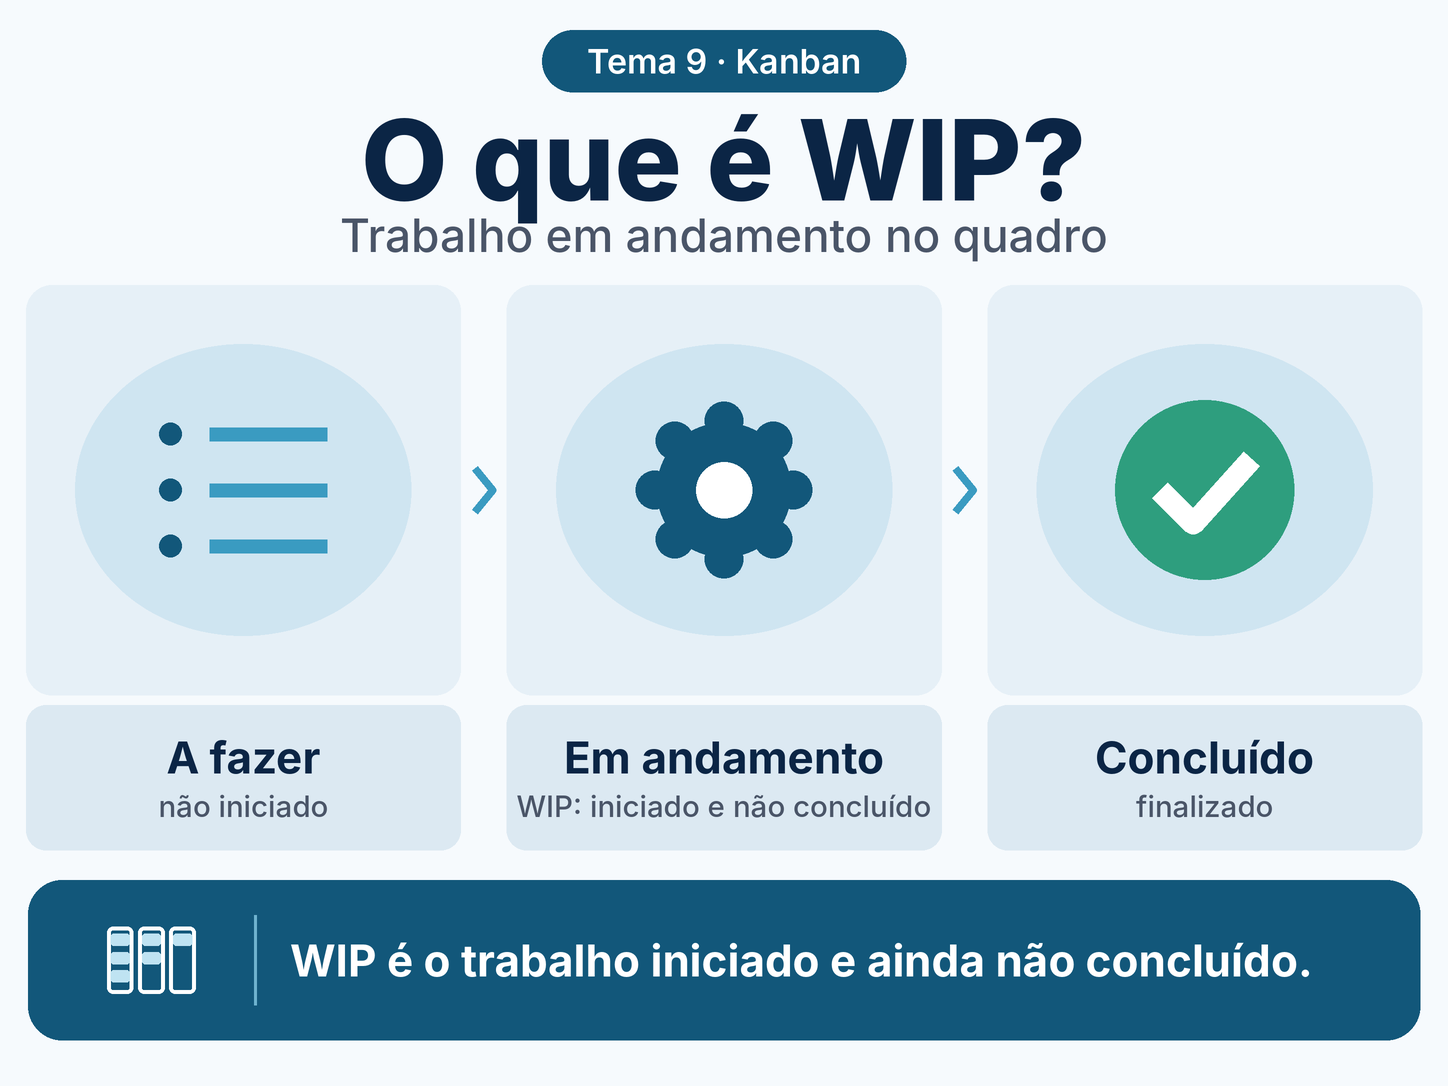 Tema 9 · Kanban
O que é WIP?
Trabalho em andamento no quadro
A fazer
não iniciado
Em andamento
WIP: iniciado e não concluído
Concluído
finalizado
WIP é o trabalho iniciado e ainda não concluído.